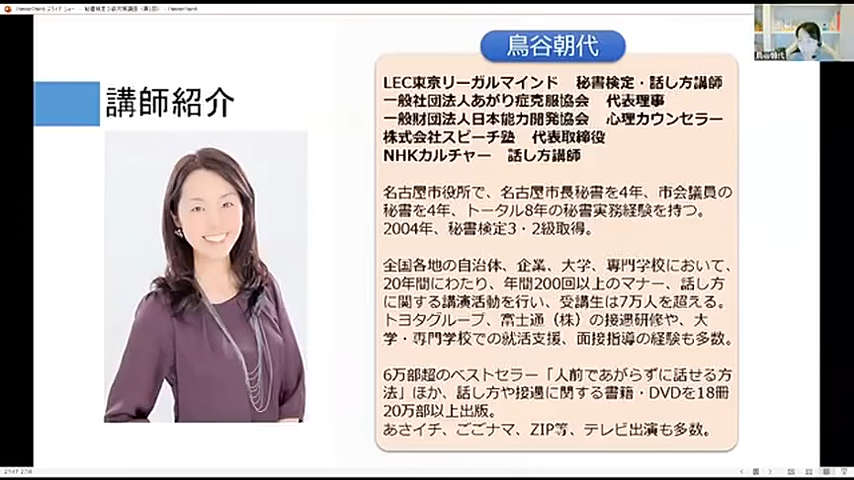 鳥谷朝代
講師紹介
LEC東京リーガルマインド　秘書検定・話し方講師
一般社団法人あがり症克服協会　代表理事
一般財団法人日本能力開発協会　心理カウンセラー
株式会社スピーチ塾　代表取締役
NHKカルチャー　話し方講師
名古屋市役所で、名古屋市長秘書を4年、市会議員の
秘書を4年、トータル8年の秘書実務経験を持つ。
2004年、秘書検定3・2級取得。
全国各地の自治体、企業、大学、専門学校において、
20年間にわたり、年間200回以上のマナー、話し方
に関する講演活動を行い、受講生は7万人を超える。
トヨタグループ、富士通（株）の接遇研修や、大
学・専門学校での就活支援、面接指導の経験も多数。
6万部超のベストセラー「人前であがらずに話せる方
法」ほか、話し方や接遇に関する書籍・DVDを18冊
20万部以上出版。
あさイチ、ごごナマ、ZIP等、テレビ出演も多数。
鳥谷朝代